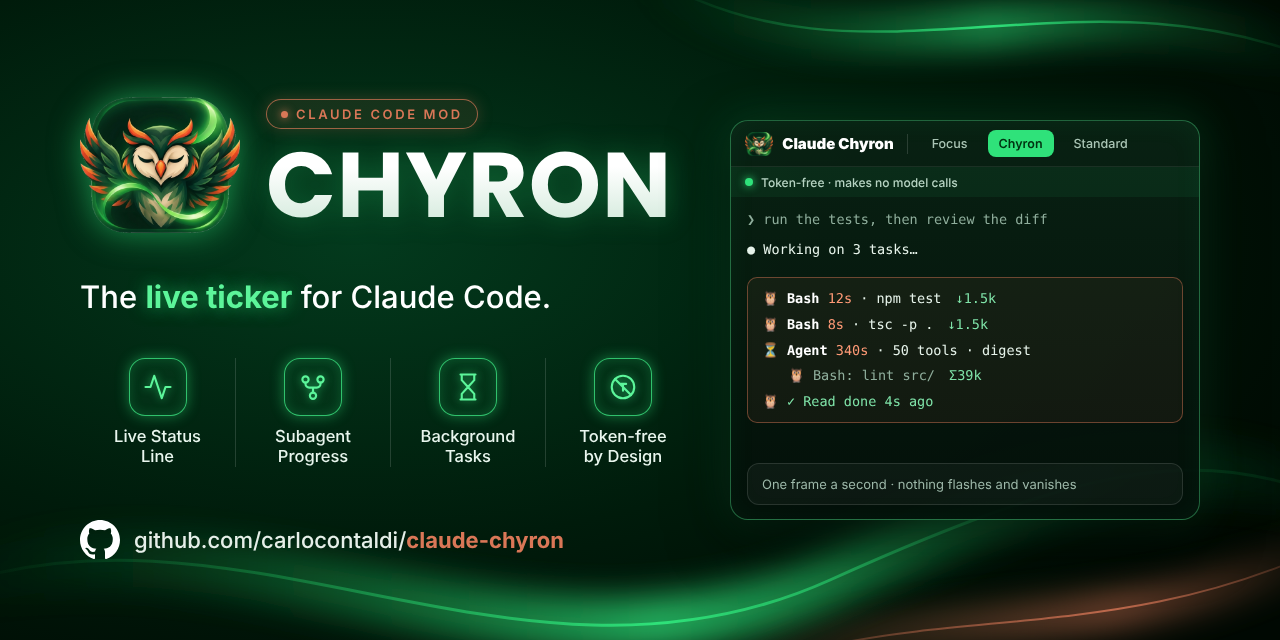 CLAUDE CODE MOD
CHYRON
The live ticker for Claude Code.
Live Status
Line
Subagent
Progress
Background
Tasks
Token-free
by Design
github.com/carlocontaldi/claude-chyron
Claude Chyron Focus Chyron Standard
Token-free · makes no model calls
❯ run the tests, then review the diff
● Working on 3 tasks…
🦉 Bash 12s · npm test ↓1.5k
🦉 Bash 8s · tsc -p . ↓1.5k
⏳ Agent 340s · 50 tools · digest
🦉 Bash: lint src/ Σ39k
🦉 ✓ Read done 4s ago
One frame a second · nothing flashes and vanishes